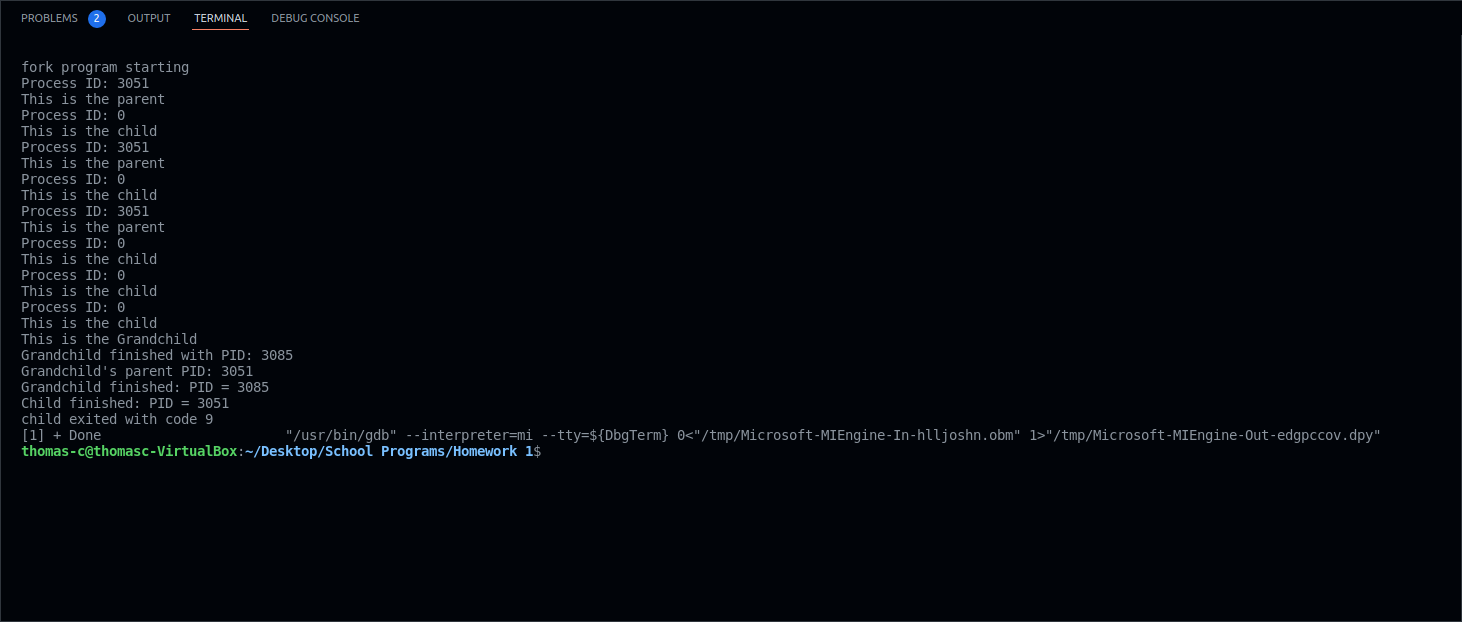 PROBLEMS 2 OUTPUT TERMINAL DEBUG CONSOLE
fork program starting
Process ID: 3051
This is the parent
Process ID: 0
This is the child
Process ID: 3051
This is the parent
Process ID: 0
This is the child
Process ID: 3051
This is the parent
Process ID: 0
This is the child
Process ID: 0
This is the child
Process ID: 0
This is the child
This is the Grandchild
Grandchild finished with PID: 3085
Grandchild's parent PID: 3051
Grandchild finished: PID = 3085
Child finished: PID = 3051
child exited with code 9
[1] + Done                       "/usr/bin/gdb" --interpreter=mi --tty=${DbgTerm} 0<"/tmp/Microsoft-MIEngine-In-hlljoshn.obm" 1>"/tmp/Microsoft-MIEngine-Out-edgpccov.dpy"
thomas-c@thomasc-VirtualBox:~/Desktop/School Programs/Homework 1$